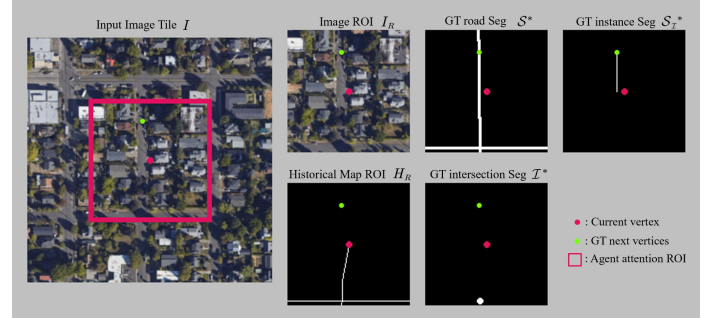 Input Image Tile I
Image ROI I_R
GT road Seg S*
GT instance Seg S_I*
Historical Map ROI H_R
GT intersection Seg I*
: Current vertex
: GT next vertices
: Agent attention ROI